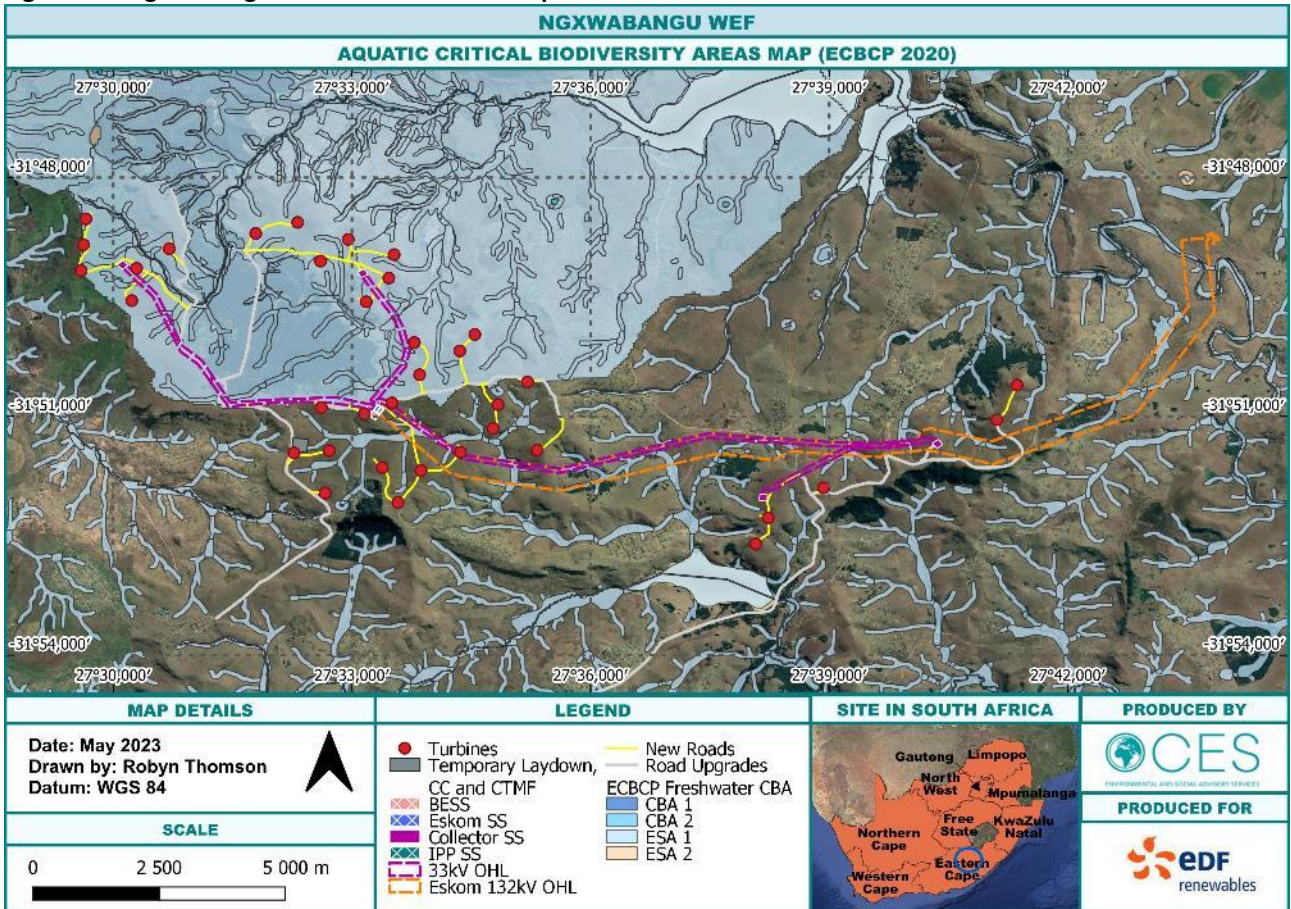 NGXWABANGU WEF
AQUATIC CRITICAL BIODIVERSITY AREAS MAP (ECBCP 2020)
27°30,000′ 27°33,000′ 27°36,000′ 27°39,000′ 27°42,000′
-31°48,000′ -31°48,000′
-31°51,000′ -31°51,000′
-31°54,000′ -31°54,000′
27°30,000′ 27°33,000′ 27°36,000′ 27°39,000′ 27°42,000′
MAP DETAILS
Date: May 2023
Drawn by: Robyn Thomson
Datum: WGS 84
SCALE
0 2 500 5 000 m
LEGEND
Turbines
Temporary Laydown,
CC and CTMF
BESS
Eskom SS
Collector SS
IPP SS
33kV OHL
Eskom 132kV OHL
New Roads
Road Upgrades
ECBCP Freshwater CBA
CBA 1
CBA 2
ESA 1
ESA 2
SITE IN SOUTH AFRICA
Gauteng Limpopo
North West
Mpumalanga
Free State
KwaZulu Natal
Northern Cape
Eastern Cape
Western Cape
PRODUCED BY
CES
ENVIRONMENTAL AND SOCIAL ADVISORY SERVICES
PRODUCED FOR
eDF
renewables